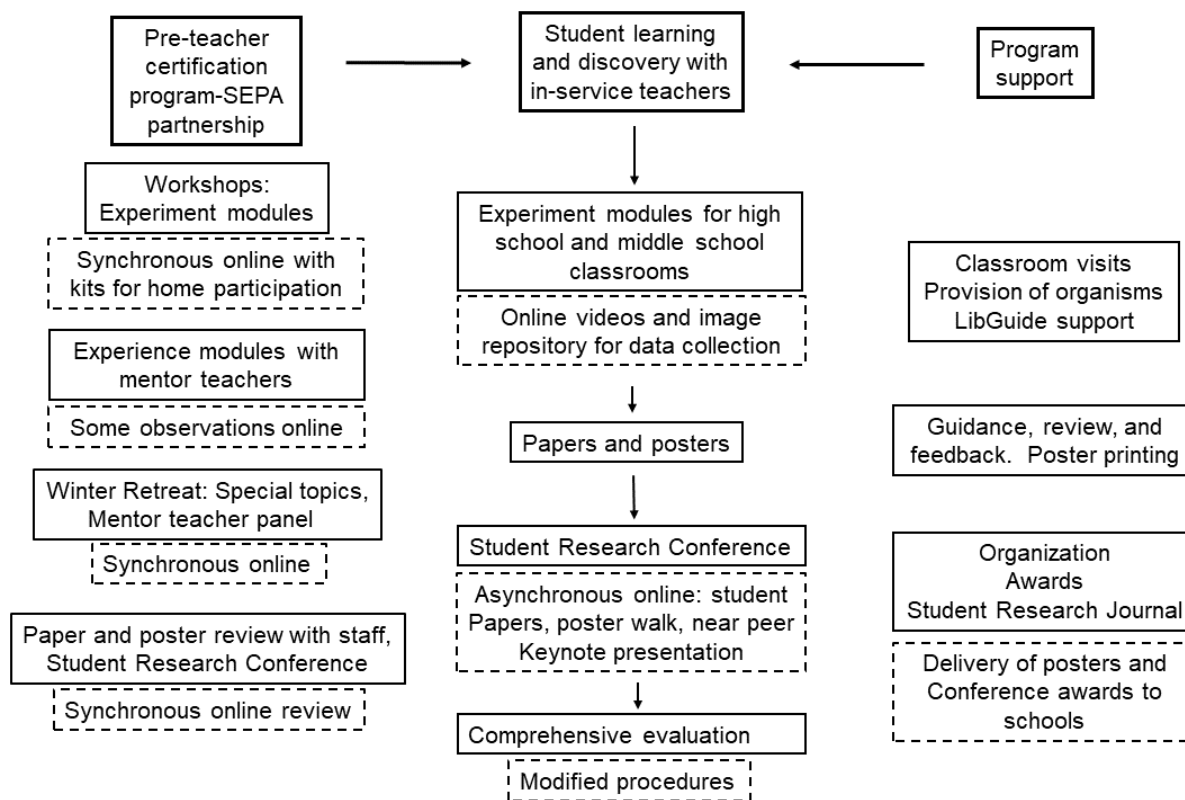 Pre-teacher
certification
program-SEPA
partnership
Workshops:
Experiment modules
Synchronous online with
kits for home participation
Experience modules with
mentor teachers
Some observations online
Winter Retreat: Special topics,
Mentor teacher panel
Synchronous online
Paper and poster review with staff,
Student Research Conference
Synchronous online review
Student learning
and discovery with
in-service teachers
Experiment modules for high
school and middle school
classrooms
Online videos and image
repository for data collection
Papers and posters
Student Research Conference
Asynchronous online: student
Papers, poster walk, near peer
Keynote presentation
Comprehensive evaluation
Modified procedures
Program
support
Classroom visits
Provision of organisms
LibGuide support
Guidance, review, and
feedback. Poster printing
Organization
Awards
Student Research Journal
Delivery of posters and
Conference awards to
schools